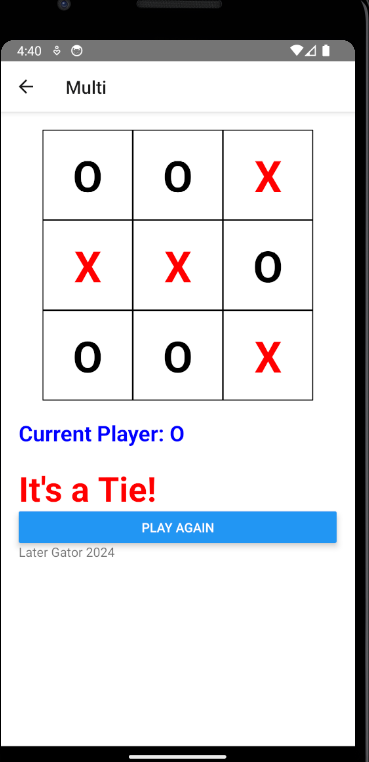 4:40
Multi
O O X
X X O
O O X
Current Player: O
It's a Tie!
PLAY AGAIN
Later Gator 2024